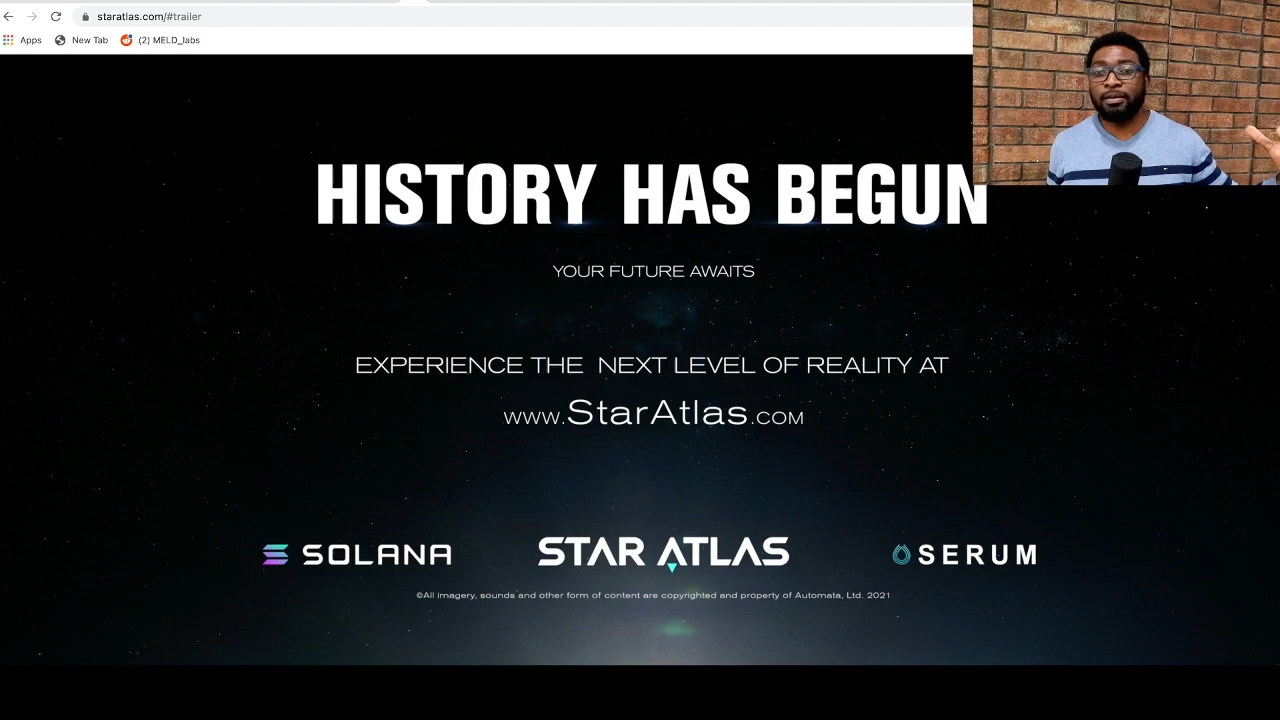 staratlas.com/#trailer
Apps
New Tab
(2) MELD_labs
HISTORY HAS BEGUN
YOUR FUTURE AWAITS
EXPERIENCE THE NEXT LEVEL OF REALITY AT
WWW.StarAtlas.COM
SOLANA
STAR ATLAS
SERUM
©All imagery, sounds and other form of content are copyrighted and property of Automata, Ltd. 2021